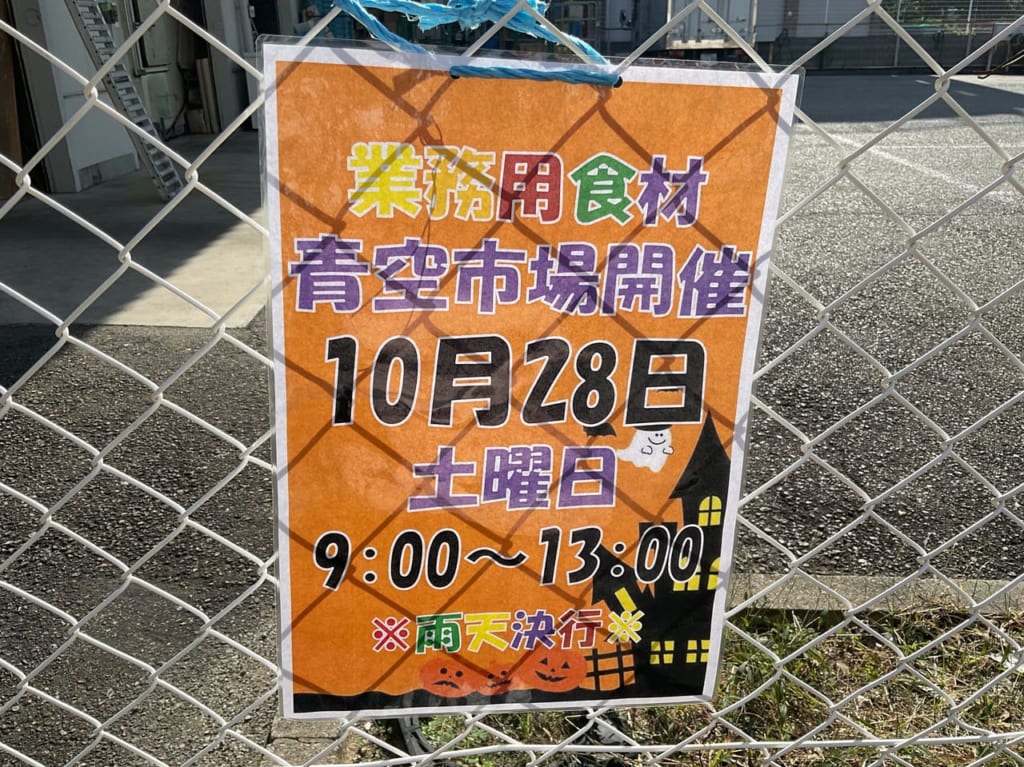 業務用食材
青空市場開催
10月28日
土曜日
9:00～13:00
※雨天決行※